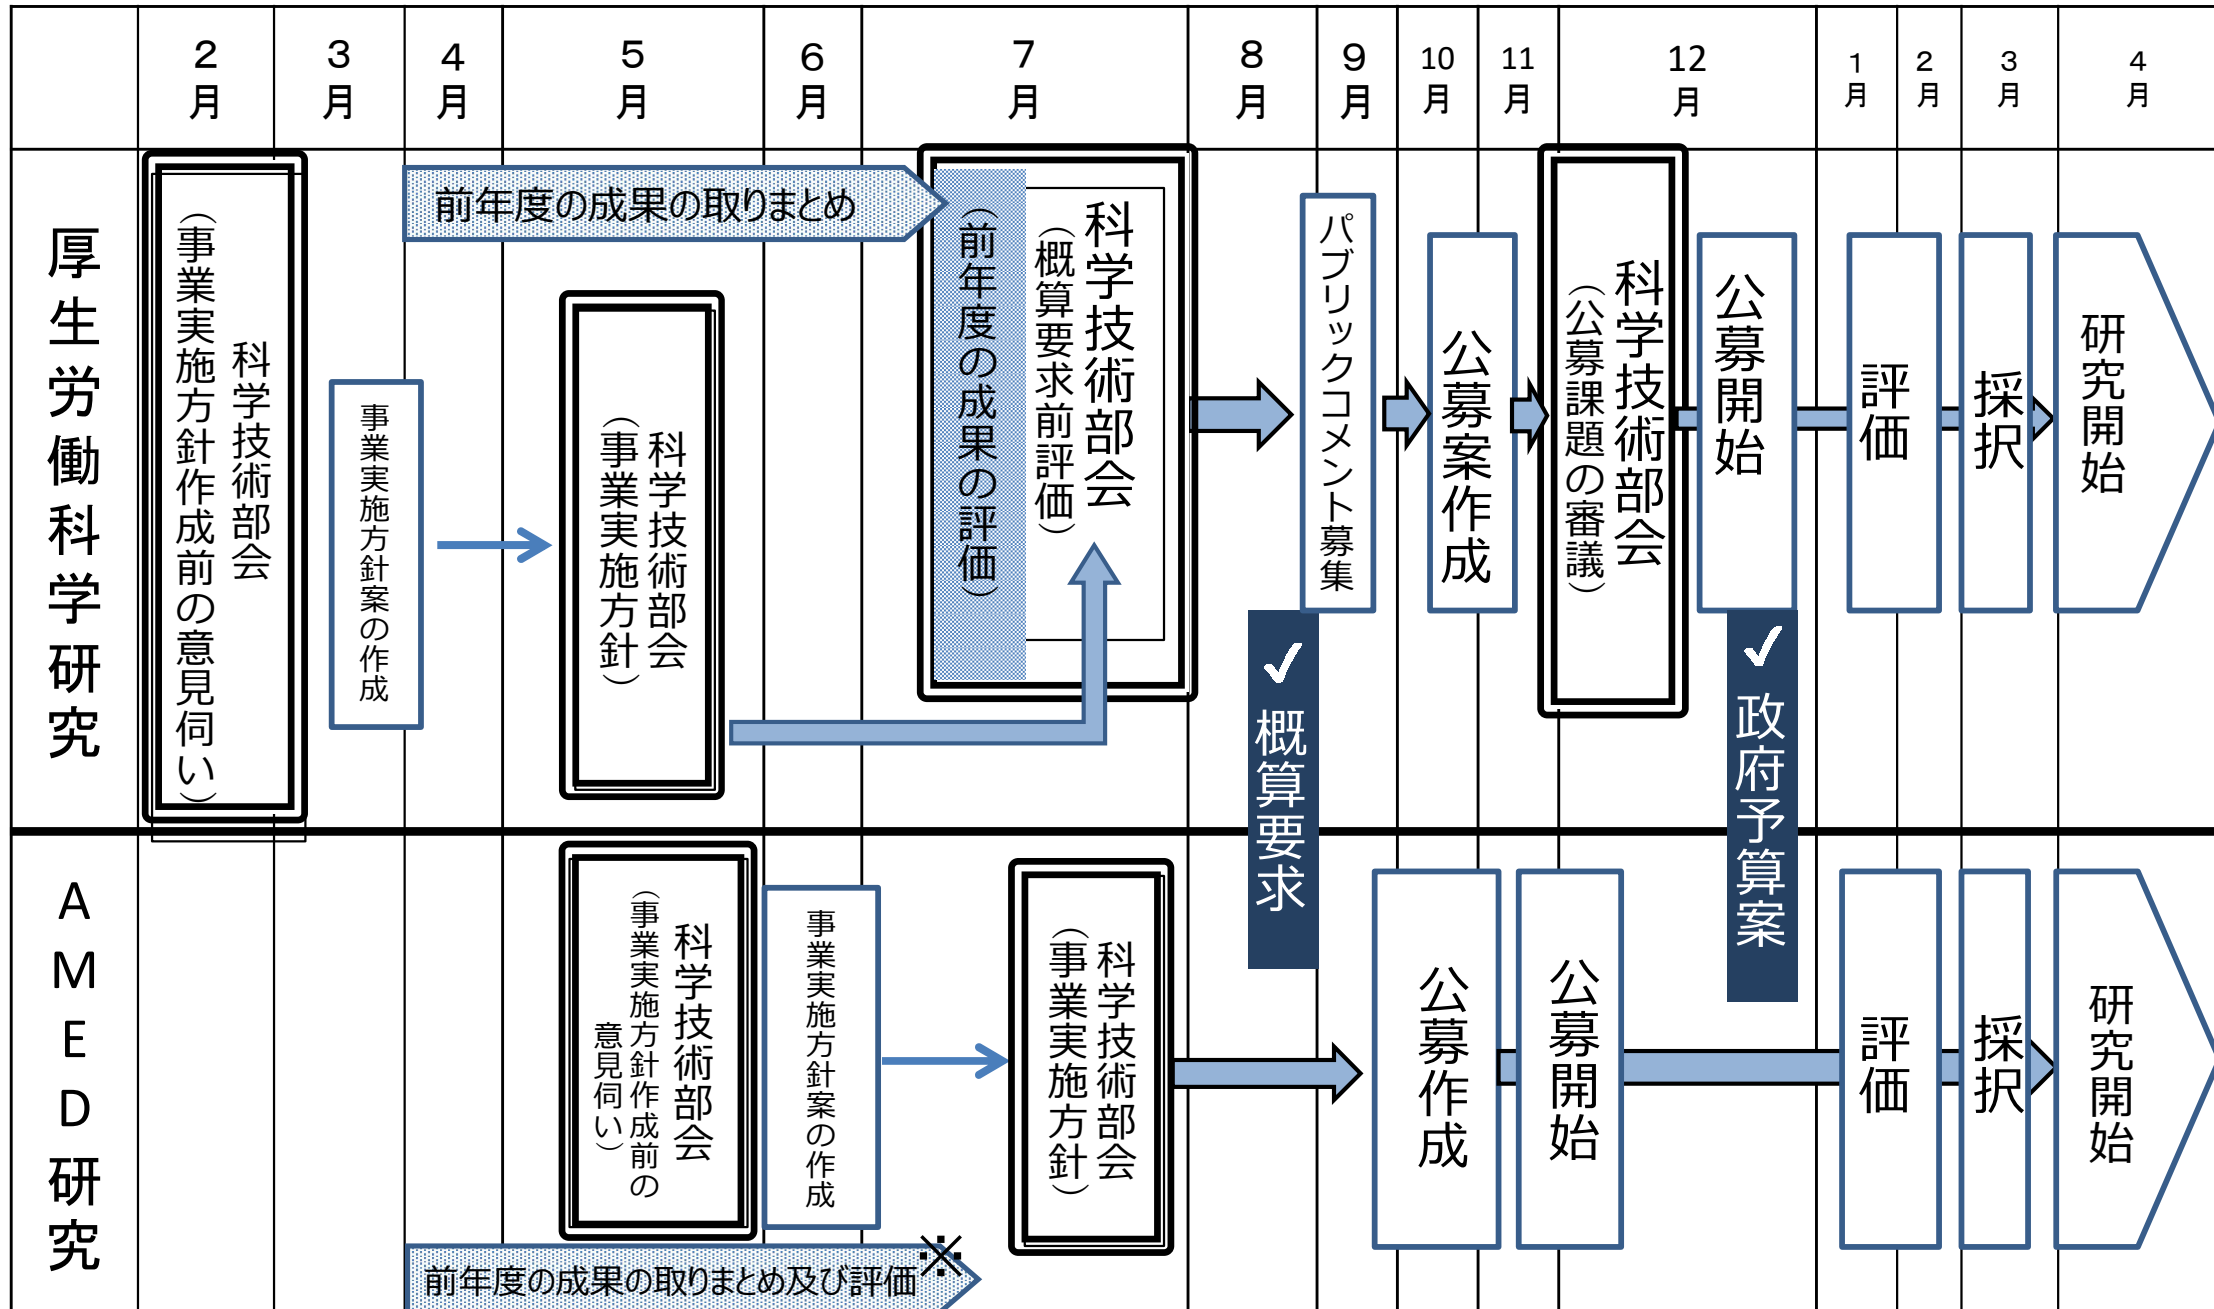 2月
3月
4月
5月
6月
7月
8月
9月
10月
11月
12月
1月
2月
3月
4月
厚生労働科学研究
科学技術部会
（事業実施方針作成前の意見伺い）
事業実施方針案の作成
前年度の成果の取りまとめ
科学技術部会
（事業実施方針）
科学技術部会
（概算要求前評価）
（前年度の成果の評価）
パブリックコメント募集
公募案作成
科学技術部会
（公募課題の審議）
公募開始
評価
採択
研究開始
✓概算要求
✓政府予算案
AMED研究
科学技術部会
（事業実施方針作成前の
意見伺い）
事業実施方針案の作成
前年度の成果の取りまとめ及び評価※
科学技術部会
（事業実施方針）
公募作成
公募開始
評価
採択
研究開始